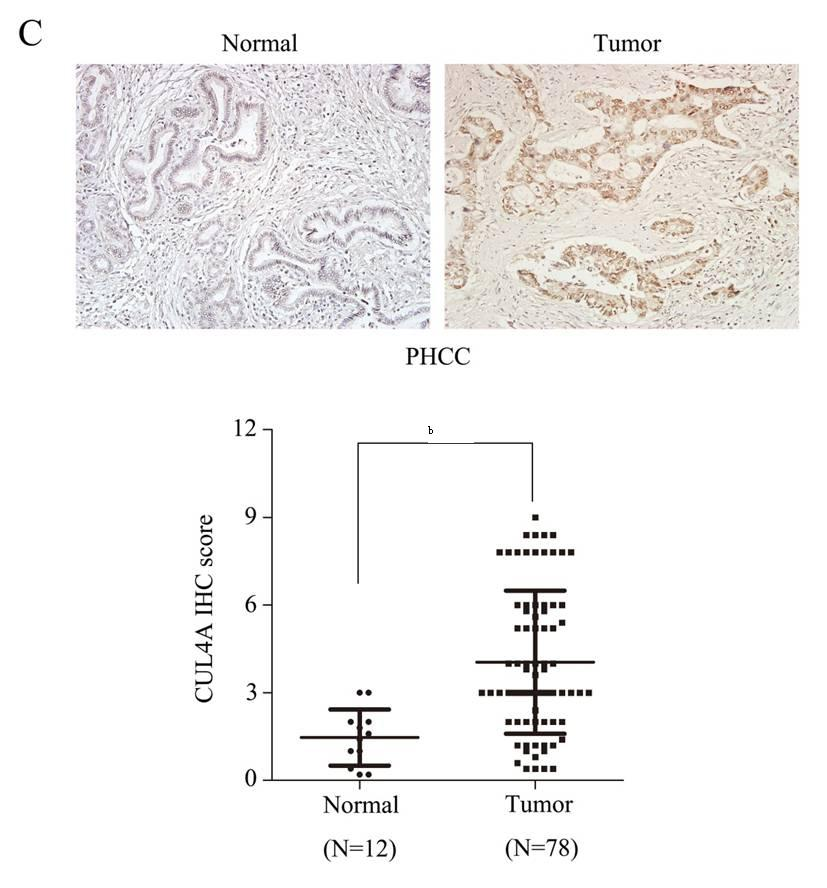 C
Normal
Tumor
PHCC
12
b
9
6
3
0
CUL4A IHC score
Normal
Tumor
(N=12)
(N=78)